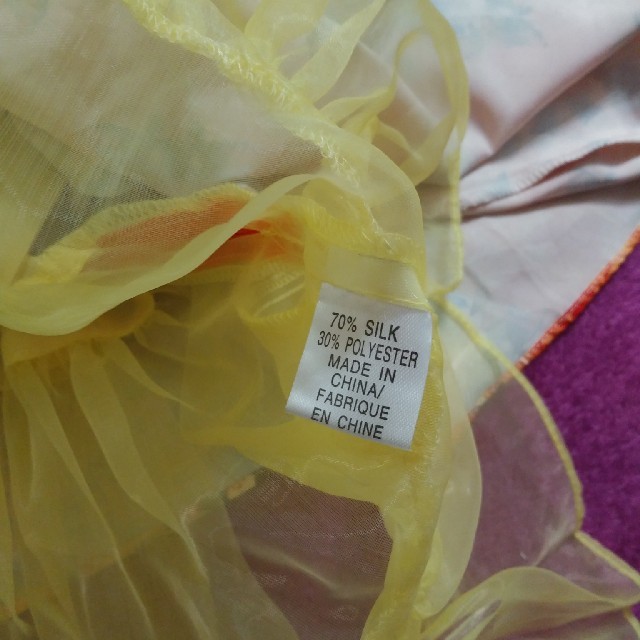 70% SILK
30% POLYESTER
MADE IN
CHINA/
FABRIQUE
EN CHINE